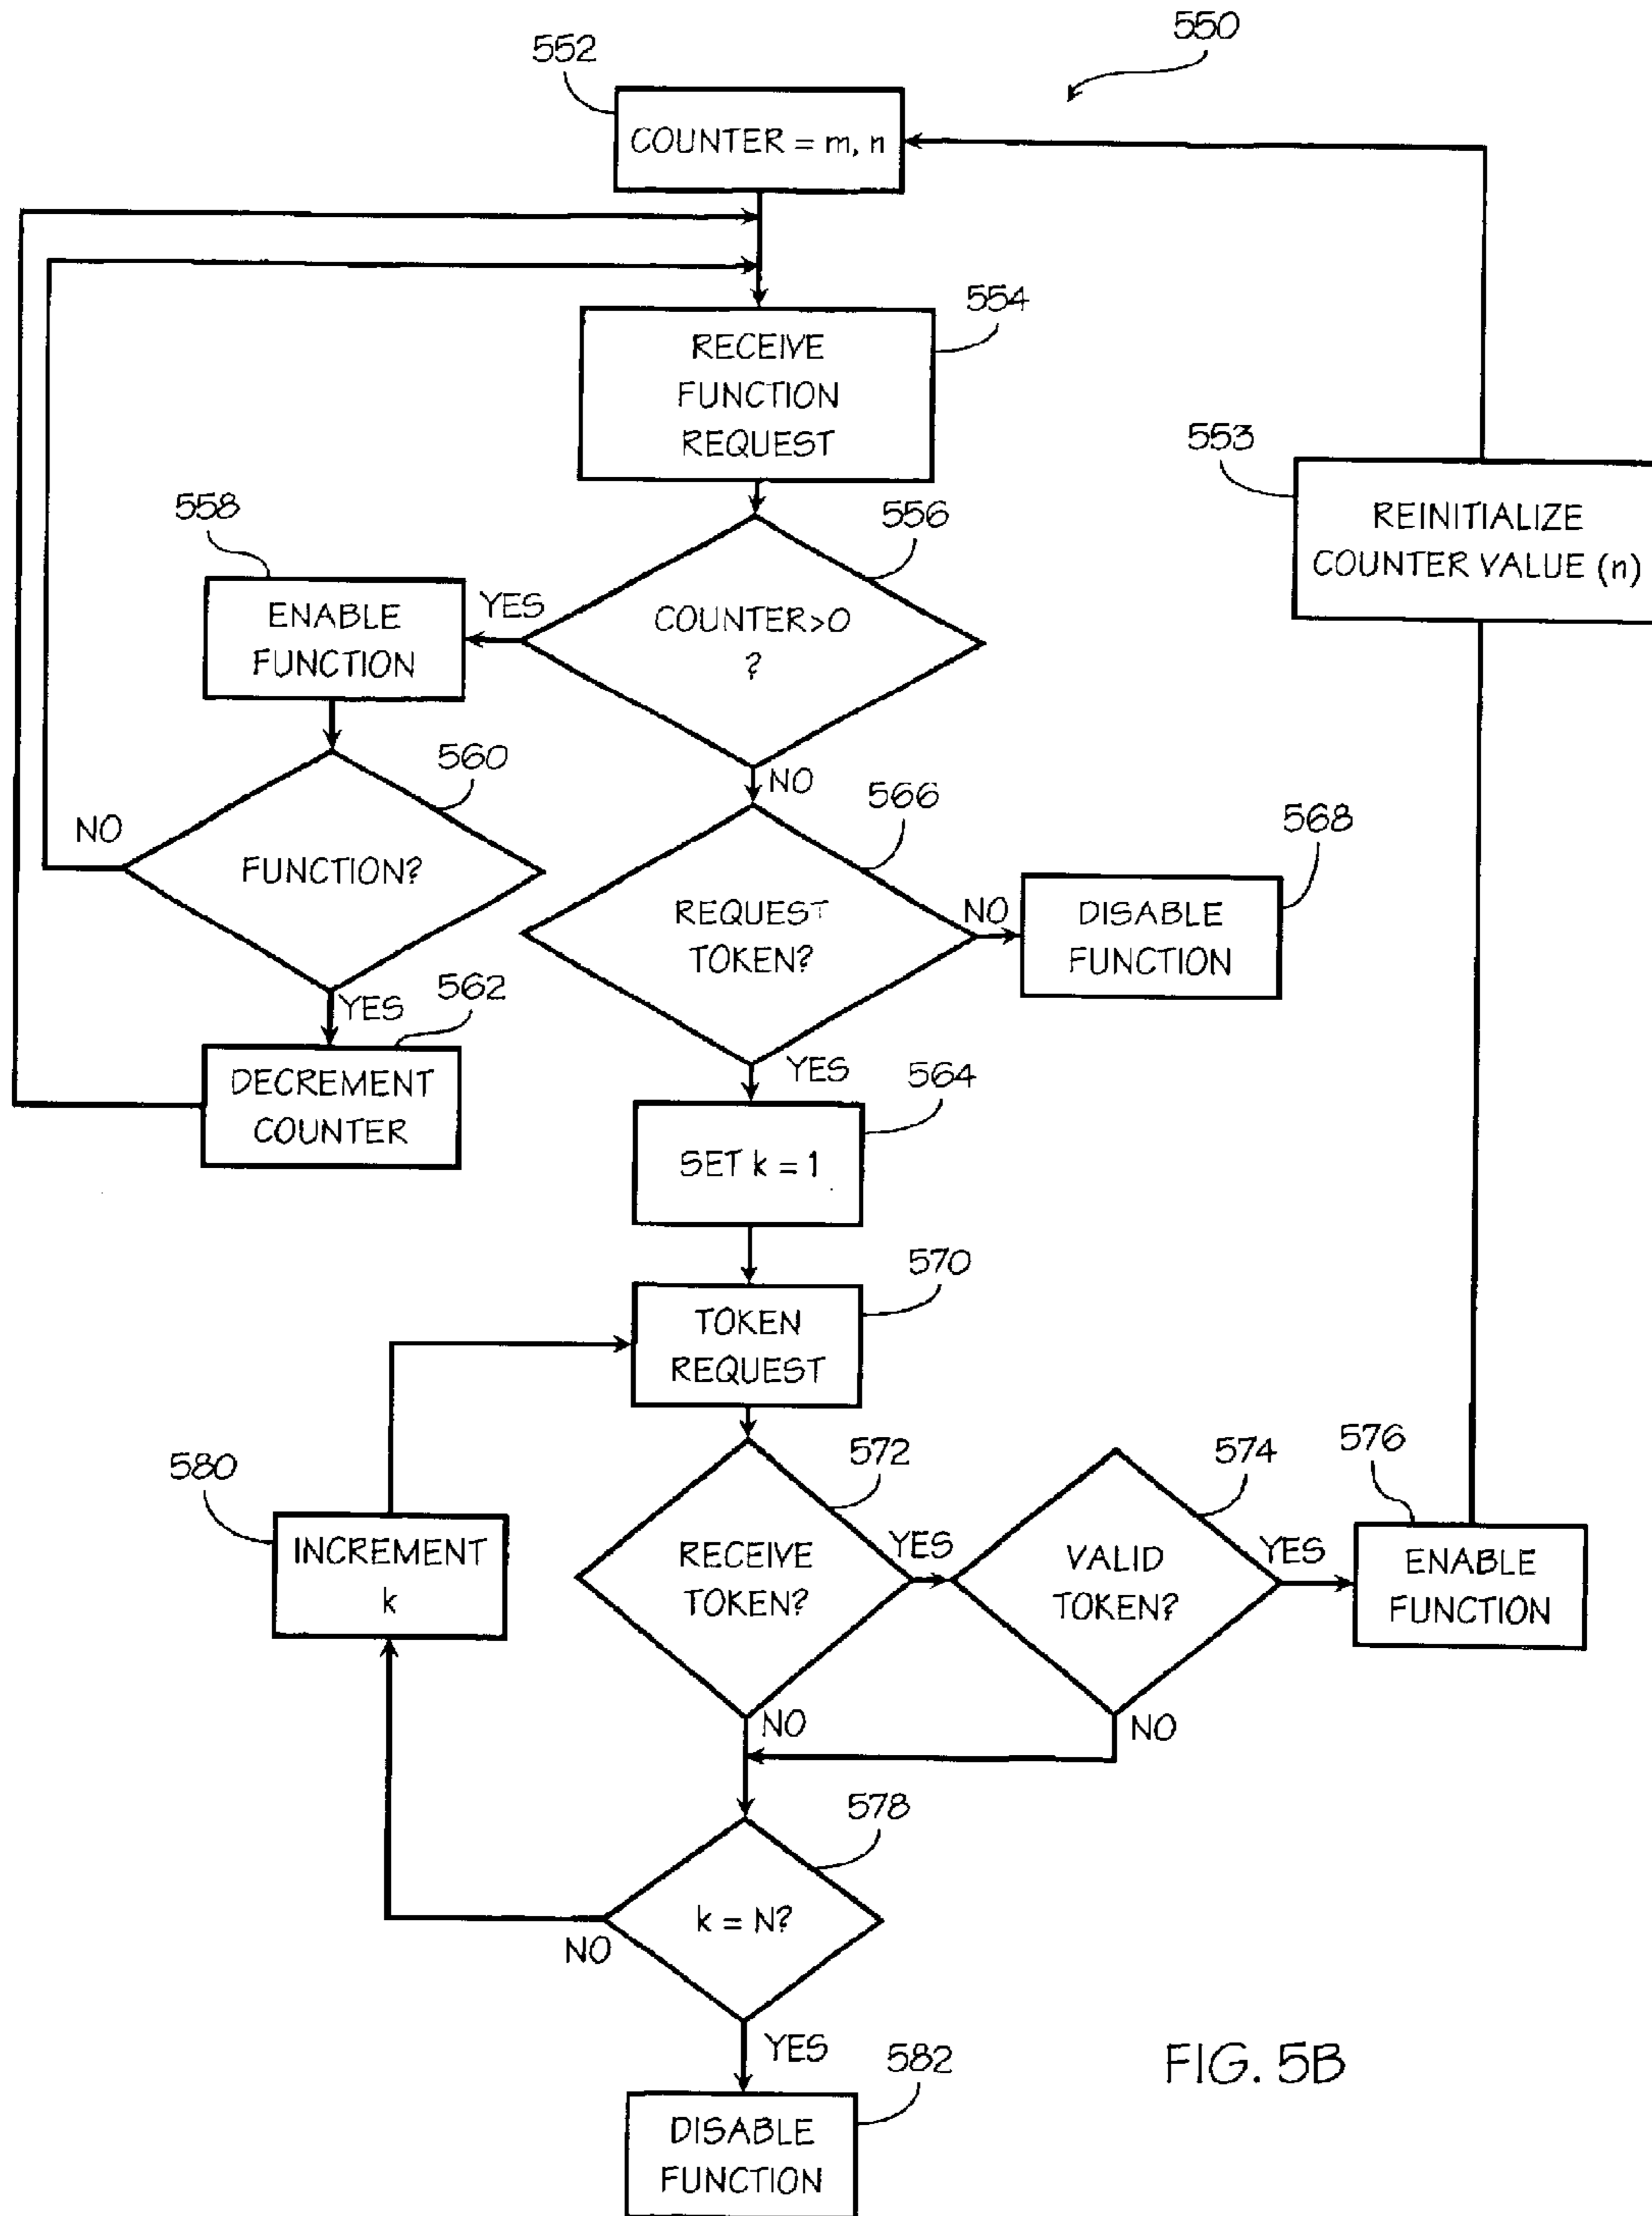 550
552
COUNTER = m, n
554
RECEIVE
FUNCTION
REQUEST
553
REINITIALIZE
COUNTER VALUE (n)
556
COUNTER>0
?
YES
NO
558
ENABLE
FUNCTION
560
FUNCTION?
NO
YES
562
DECREMENT
COUNTER
566
REQUEST
TOKEN?
NO
YES
568
DISABLE
FUNCTION
564
SET k = 1
570
TOKEN
REQUEST
572
RECEIVE
TOKEN?
YES
NO
574
VALID
TOKEN?
YES
NO
576
ENABLE
FUNCTION
580
INCREMENT
k
578
k = N?
NO
YES
582
DISABLE
FUNCTION
FIG. 5B